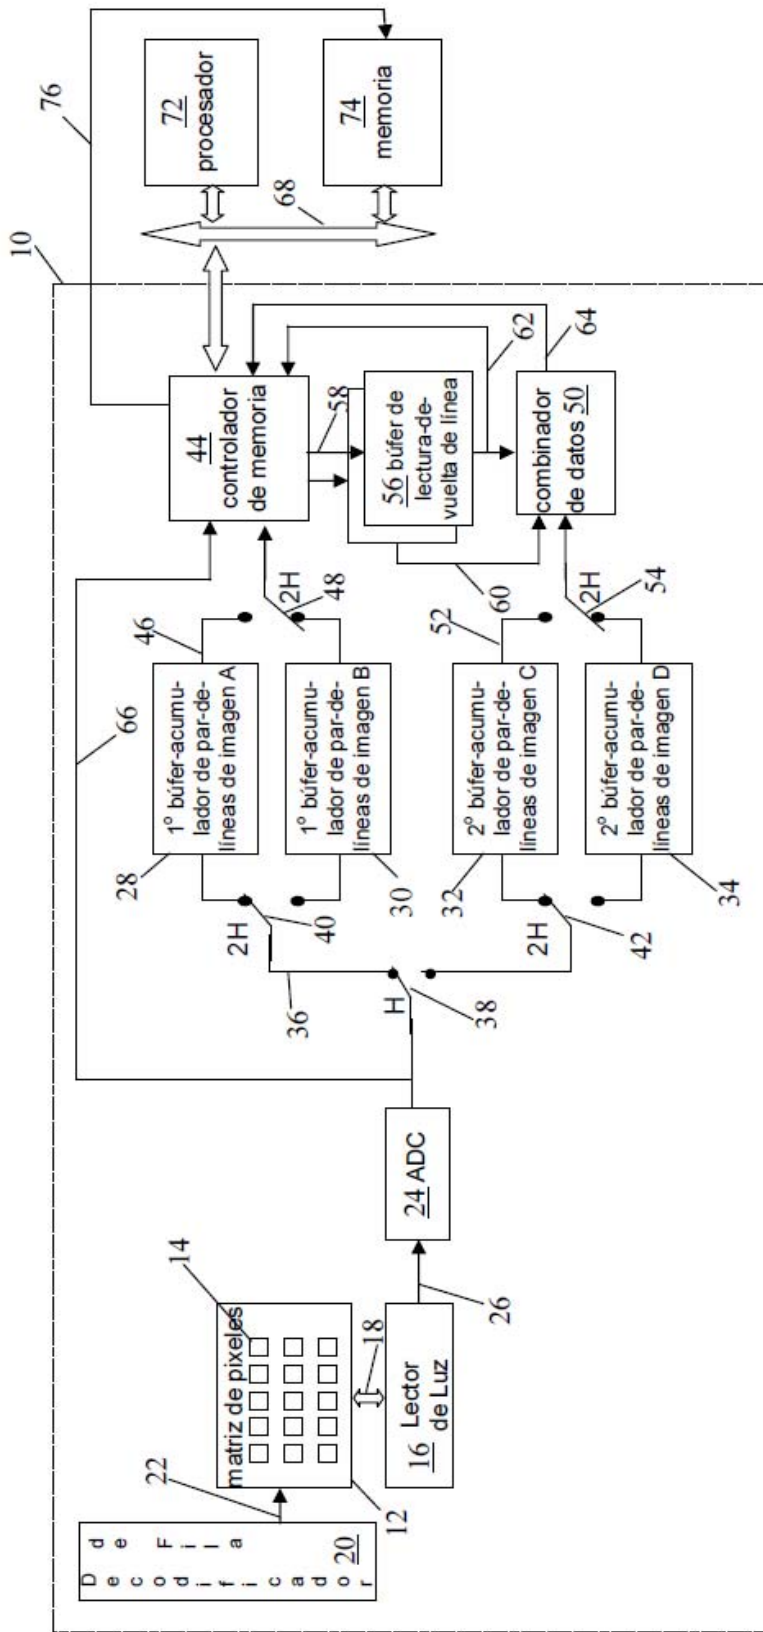 10
76
72
procesador
74
memoria
68
44
controlador
de memoria
58
56 búfer de
lectura-de-
vuelta de línea
62
64
combinador
de datos 50
60
66
46
2H
48
52
2H
54
1º búfer-acumu-
lador de par-de-
líneas de imagen A
1º búfer-acumu-
lador de par-de-
líneas de imagen B
2º búfer-acumu-
lador de par-de-
líneas de imagen C
2º búfer-acumu-
lador de par-de-
líneas de imagen D
28
30
32
34
2H
40
2H
42
36
H
38
24 ADC
26
matriz de pixeles
14
18
16 Lector
de Luz
22
12
Decodificador
de Fila
20